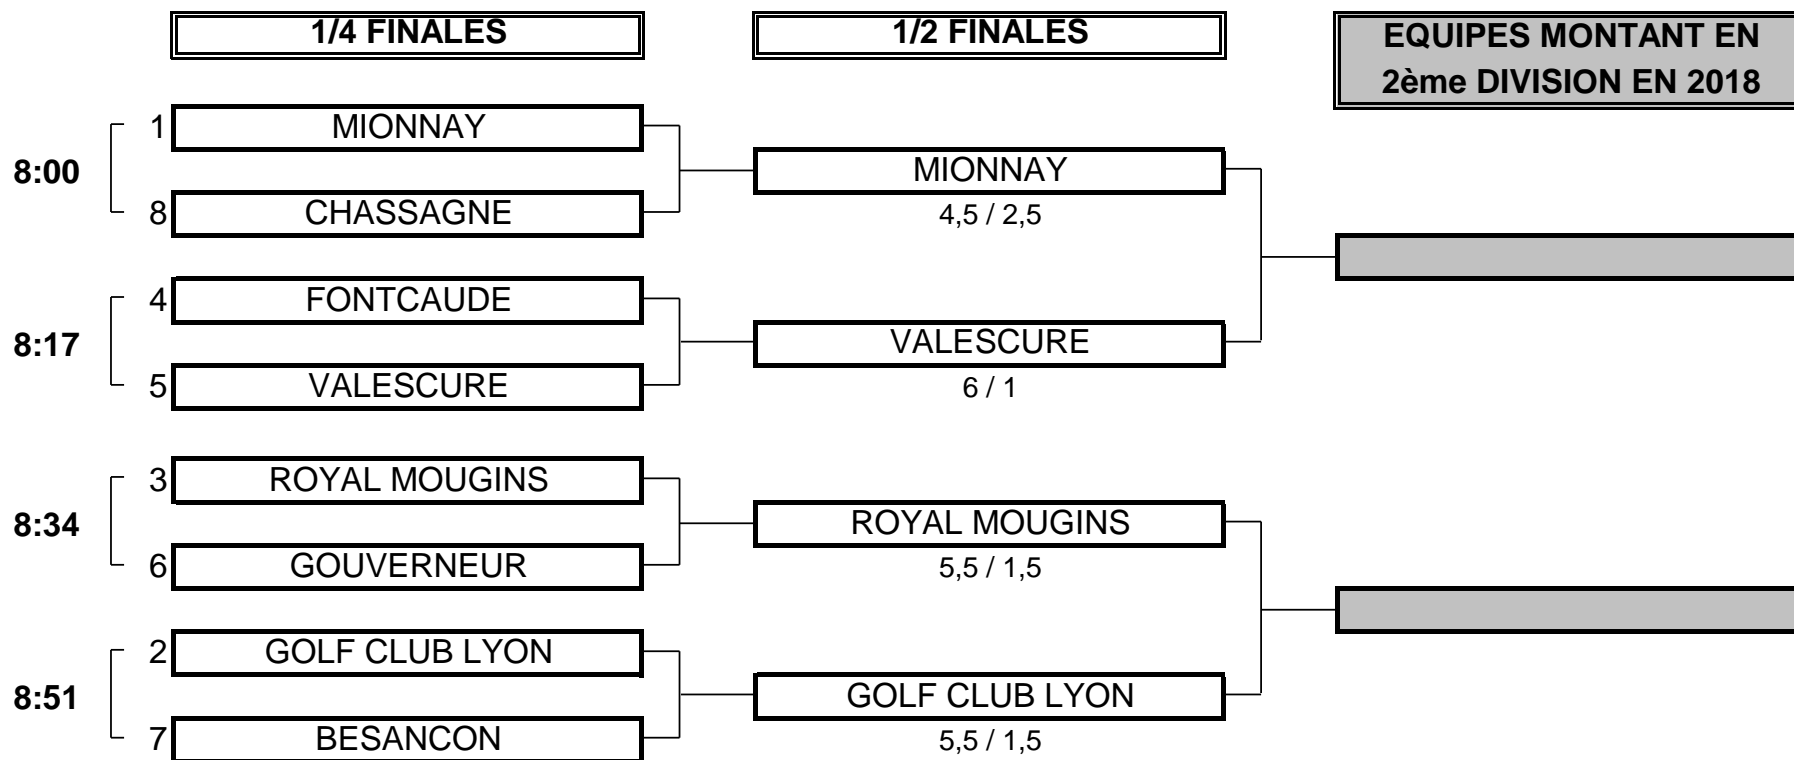 1/4 FINALES
1/2 FINALES
EQUIPES MONTANT EN
2ème DIVISION EN 2018
8:00
1
MIONNAY
8
CHASSAGNE
MIONNAY
4,5 / 2,5
8:17
4
FONTCAUDE
5
VALESCURE
VALESCURE
6 / 1
8:34
3
ROYAL MOUGINS
6
GOUVERNEUR
ROYAL MOUGINS
5,5 / 1,5
8:51
2
GOLF CLUB LYON
7
BESANCON
GOLF CLUB LYON
5,5 / 1,5